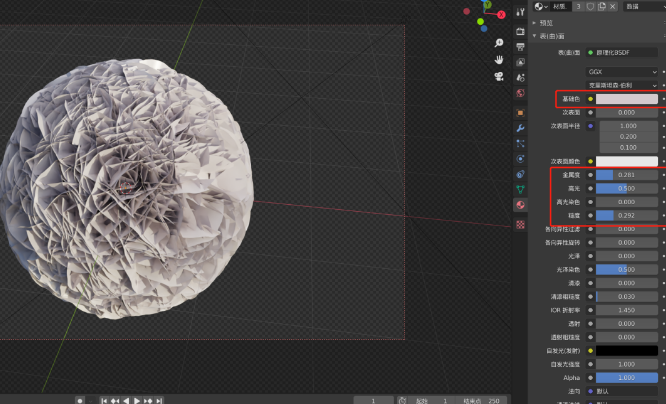 Y
X
材质.
3
数据
预览
表(曲)面
表(曲)面
原理化BSDF
GGX
克里斯坦森-伯利
基础色
次表面
0.000
次表面半径
1.000
0.200
0.100
次表面颜色
金属度
0.281
高光
0.500
高光染色
0.000
糙度
0.292
各向异性过滤
0.000
各向异性旋转
0.000
光泽
0.000
光泽染色
0.500
清漆
0.000
清漆粗糙度
0.030
IOR 折射率
1.450
透射
0.000
透射粗糙度
0.000
自发光(发射)
自发光强度
1.000
Alpha
1.000
法向
默认
默认
1
起始
1
结束点
250